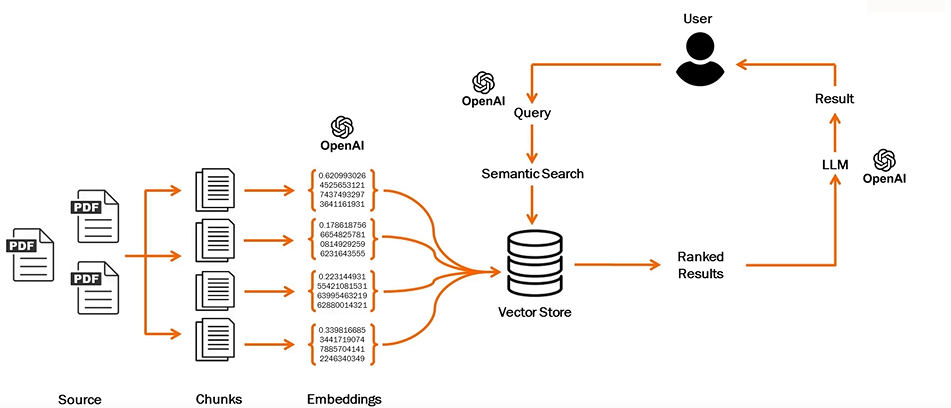 User
OpenAI
Query
Result
OpenAI
LLM
OpenAI
Semantic Search
PDF
PDF
PDF
0.620993026
4525653121
7437493297
3641161931
0.178618756
6654825781
0814929259
6231643555
0.223144931
55421081531
63995463219
62880014321
0.339816685
3441719074
7885704141
2246340349
Vector Store
Ranked
Results
Source
Chunks
Embeddings